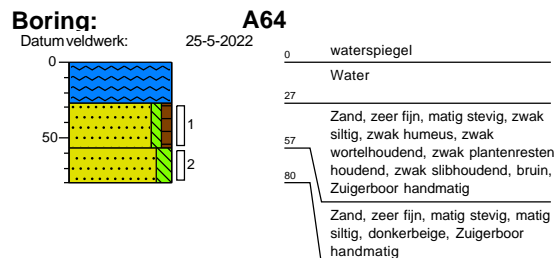 Boring: A64
Datum veldwerk: 25-5-2022
0
50
1
2
0
waterspiegel
Water
27
Zand, zeer fijn, matig stevig, zwak
siltig, zwak humeus, zwak
wortelhoudend, zwak plantenresten
houdend, zwak slibhoudend, bruin,
Zuigerboor handmatig
57
80
Zand, zeer fijn, matig stevig, matig
siltig, donkerbeige, Zuigerboor
handmatig